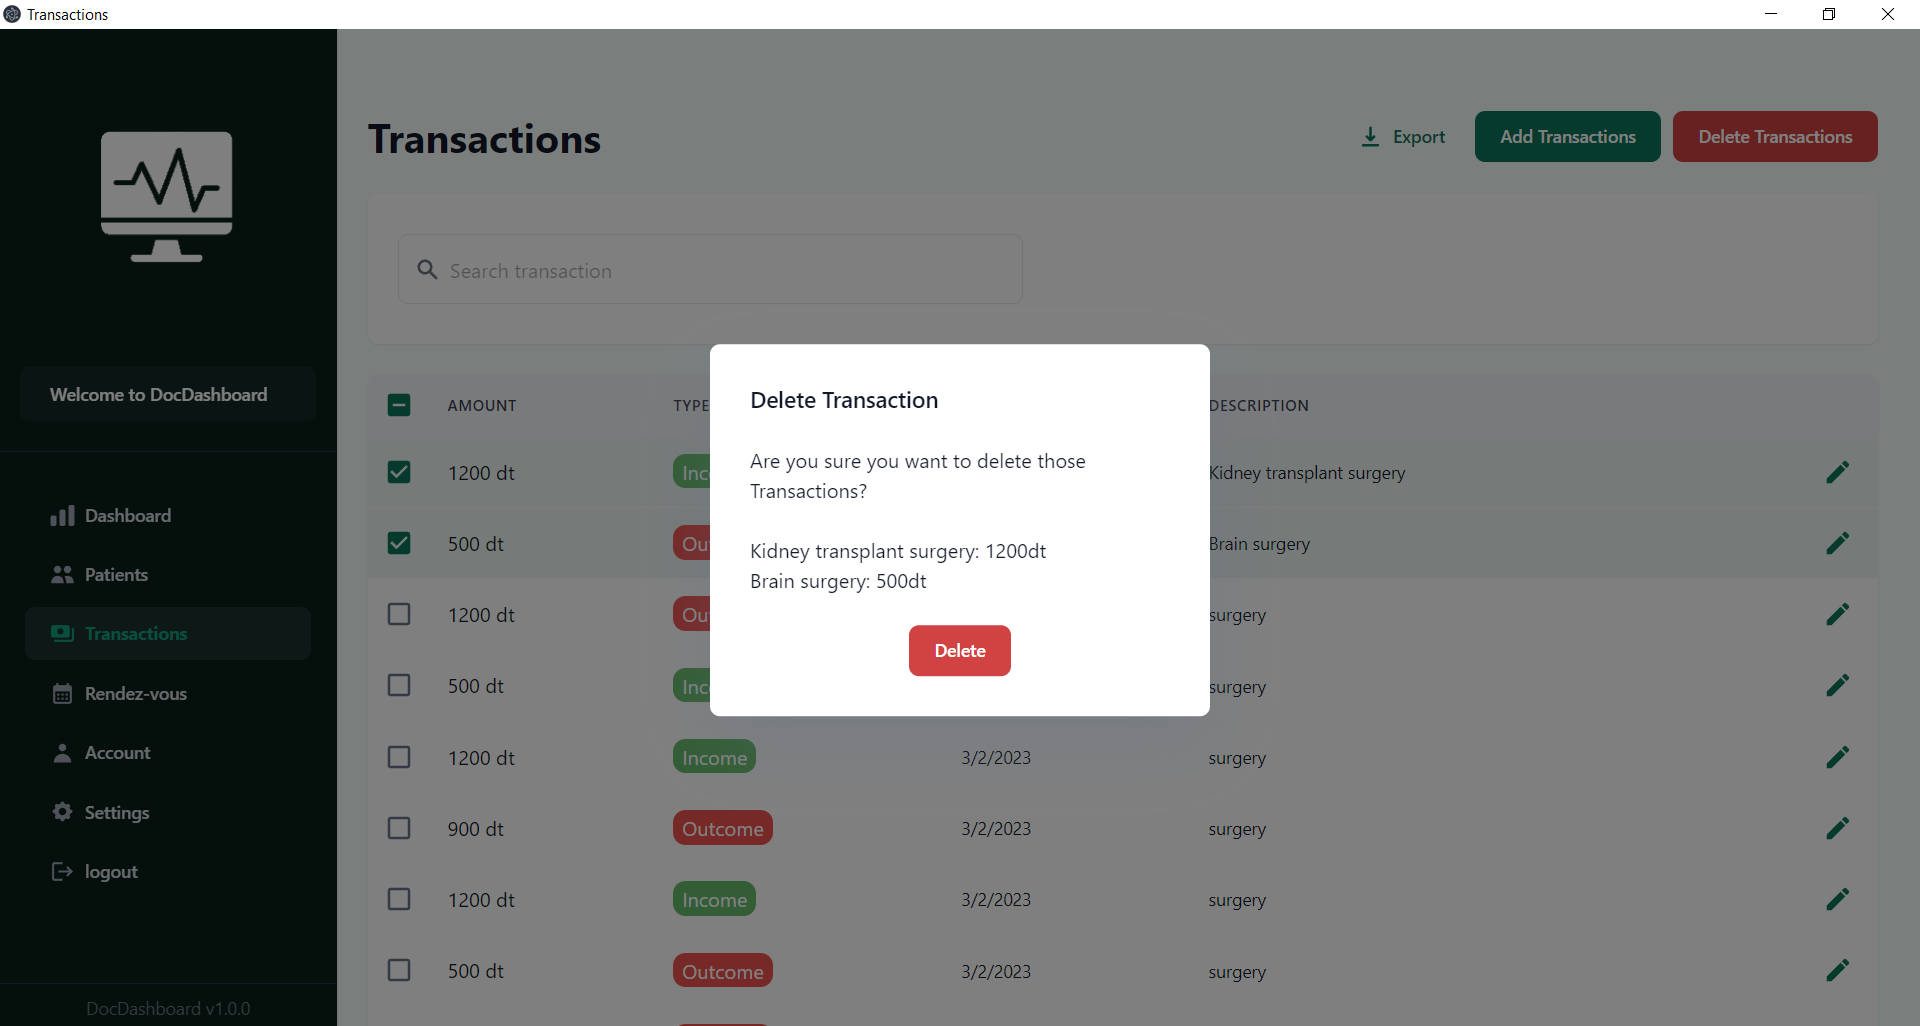 Transactions
Transactions
Export
Add Transactions
Delete Transactions
Search transaction
Welcome to DocDashboard
Dashboard
Patients
Transactions
Rendez-vous
Account
Settings
logout
DocDashboard v1.0.0
AMOUNT TYPE DESCRIPTION
1200 dt Inc Kidney transplant surgery
500 dt Ou Brain surgery
1200 dt Ou surgery
500 dt Inc surgery
1200 dt Income 3/2/2023 surgery
900 dt Outcome 3/2/2023 surgery
1200 dt Income 3/2/2023 surgery
500 dt Outcome 3/2/2023 surgery
Delete Transaction
Are you sure you want to delete those
Transactions?
Kidney transplant surgery: 1200dt
Brain surgery: 500dt
Delete